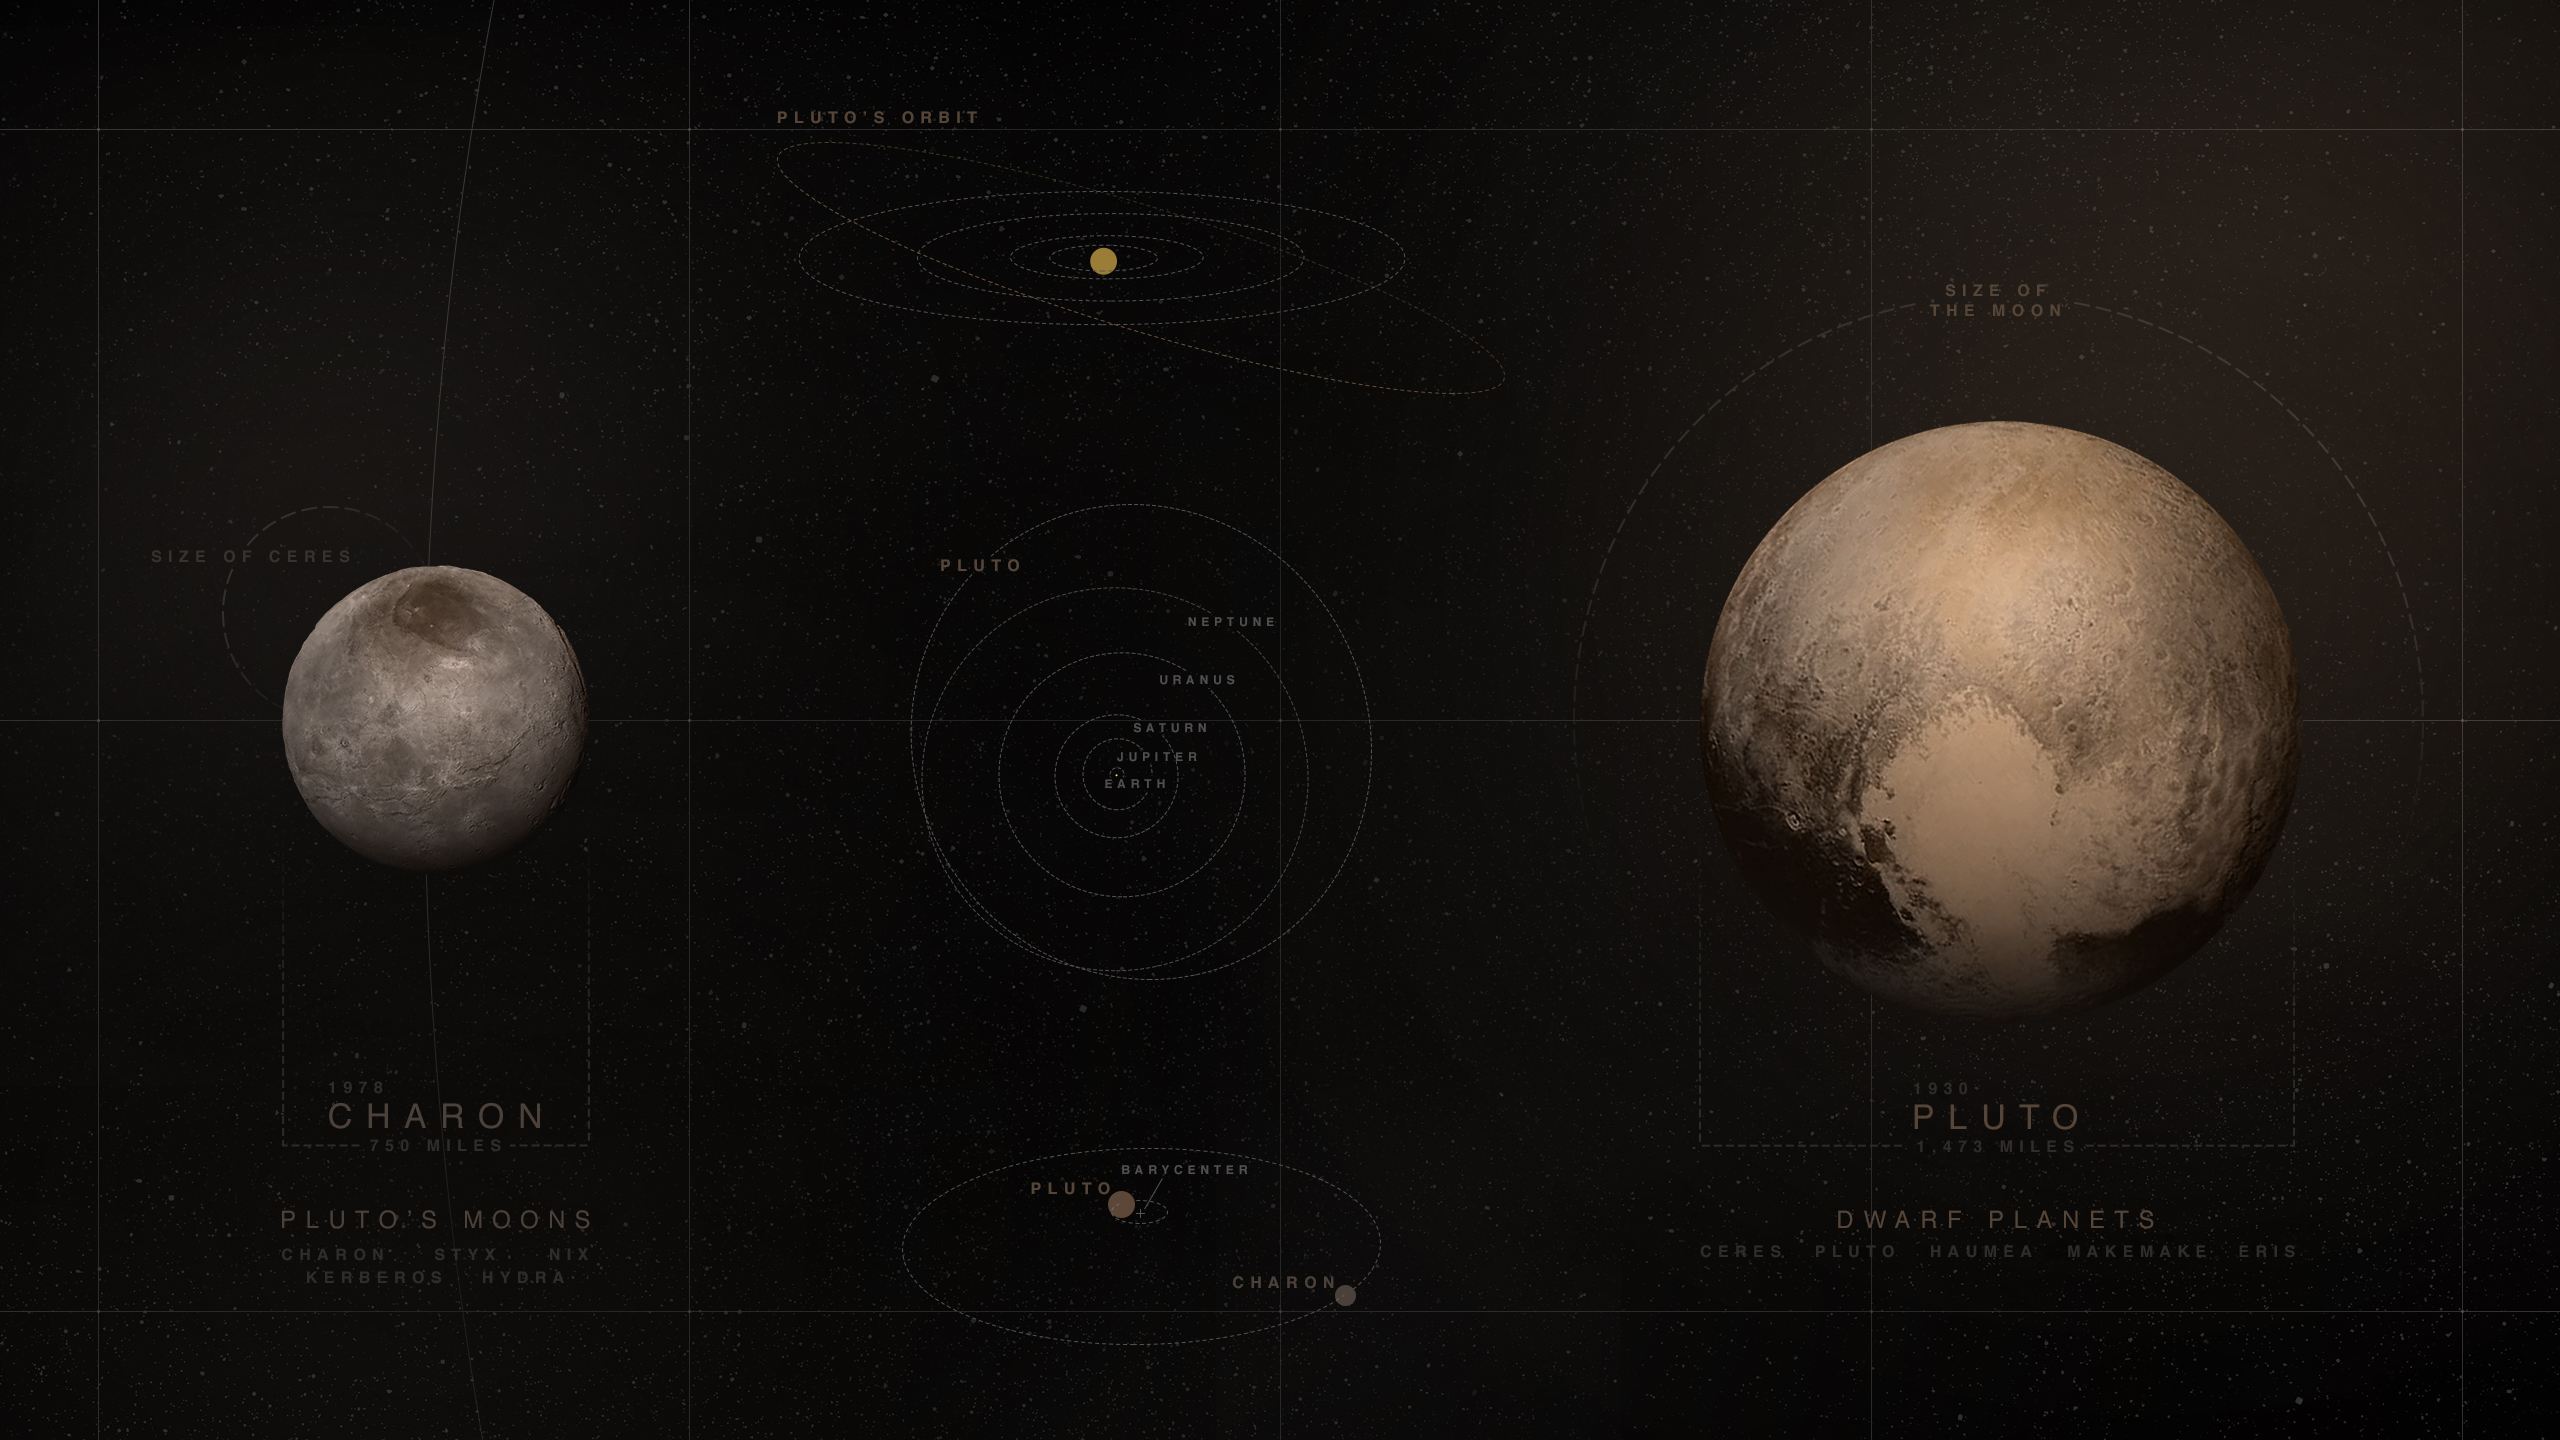 PLUTO'S ORBIT
SIZE OF
THE MOON
SIZE OF CERES
PLUTO
NEPTUNE
URANUS
SATURN
JUPITER
EARTH
1978
CHARON
750 MILES
1930
PLUTO
1,473 MILES
BARYCENTER
PLUTO
CHARON
PLUTO'S MOONS
CHARON STYX NIX
KERBEROS HYDRA
DWARF PLANETS
CERES PLUTO HAUMEA MAKEMAKE ERIS